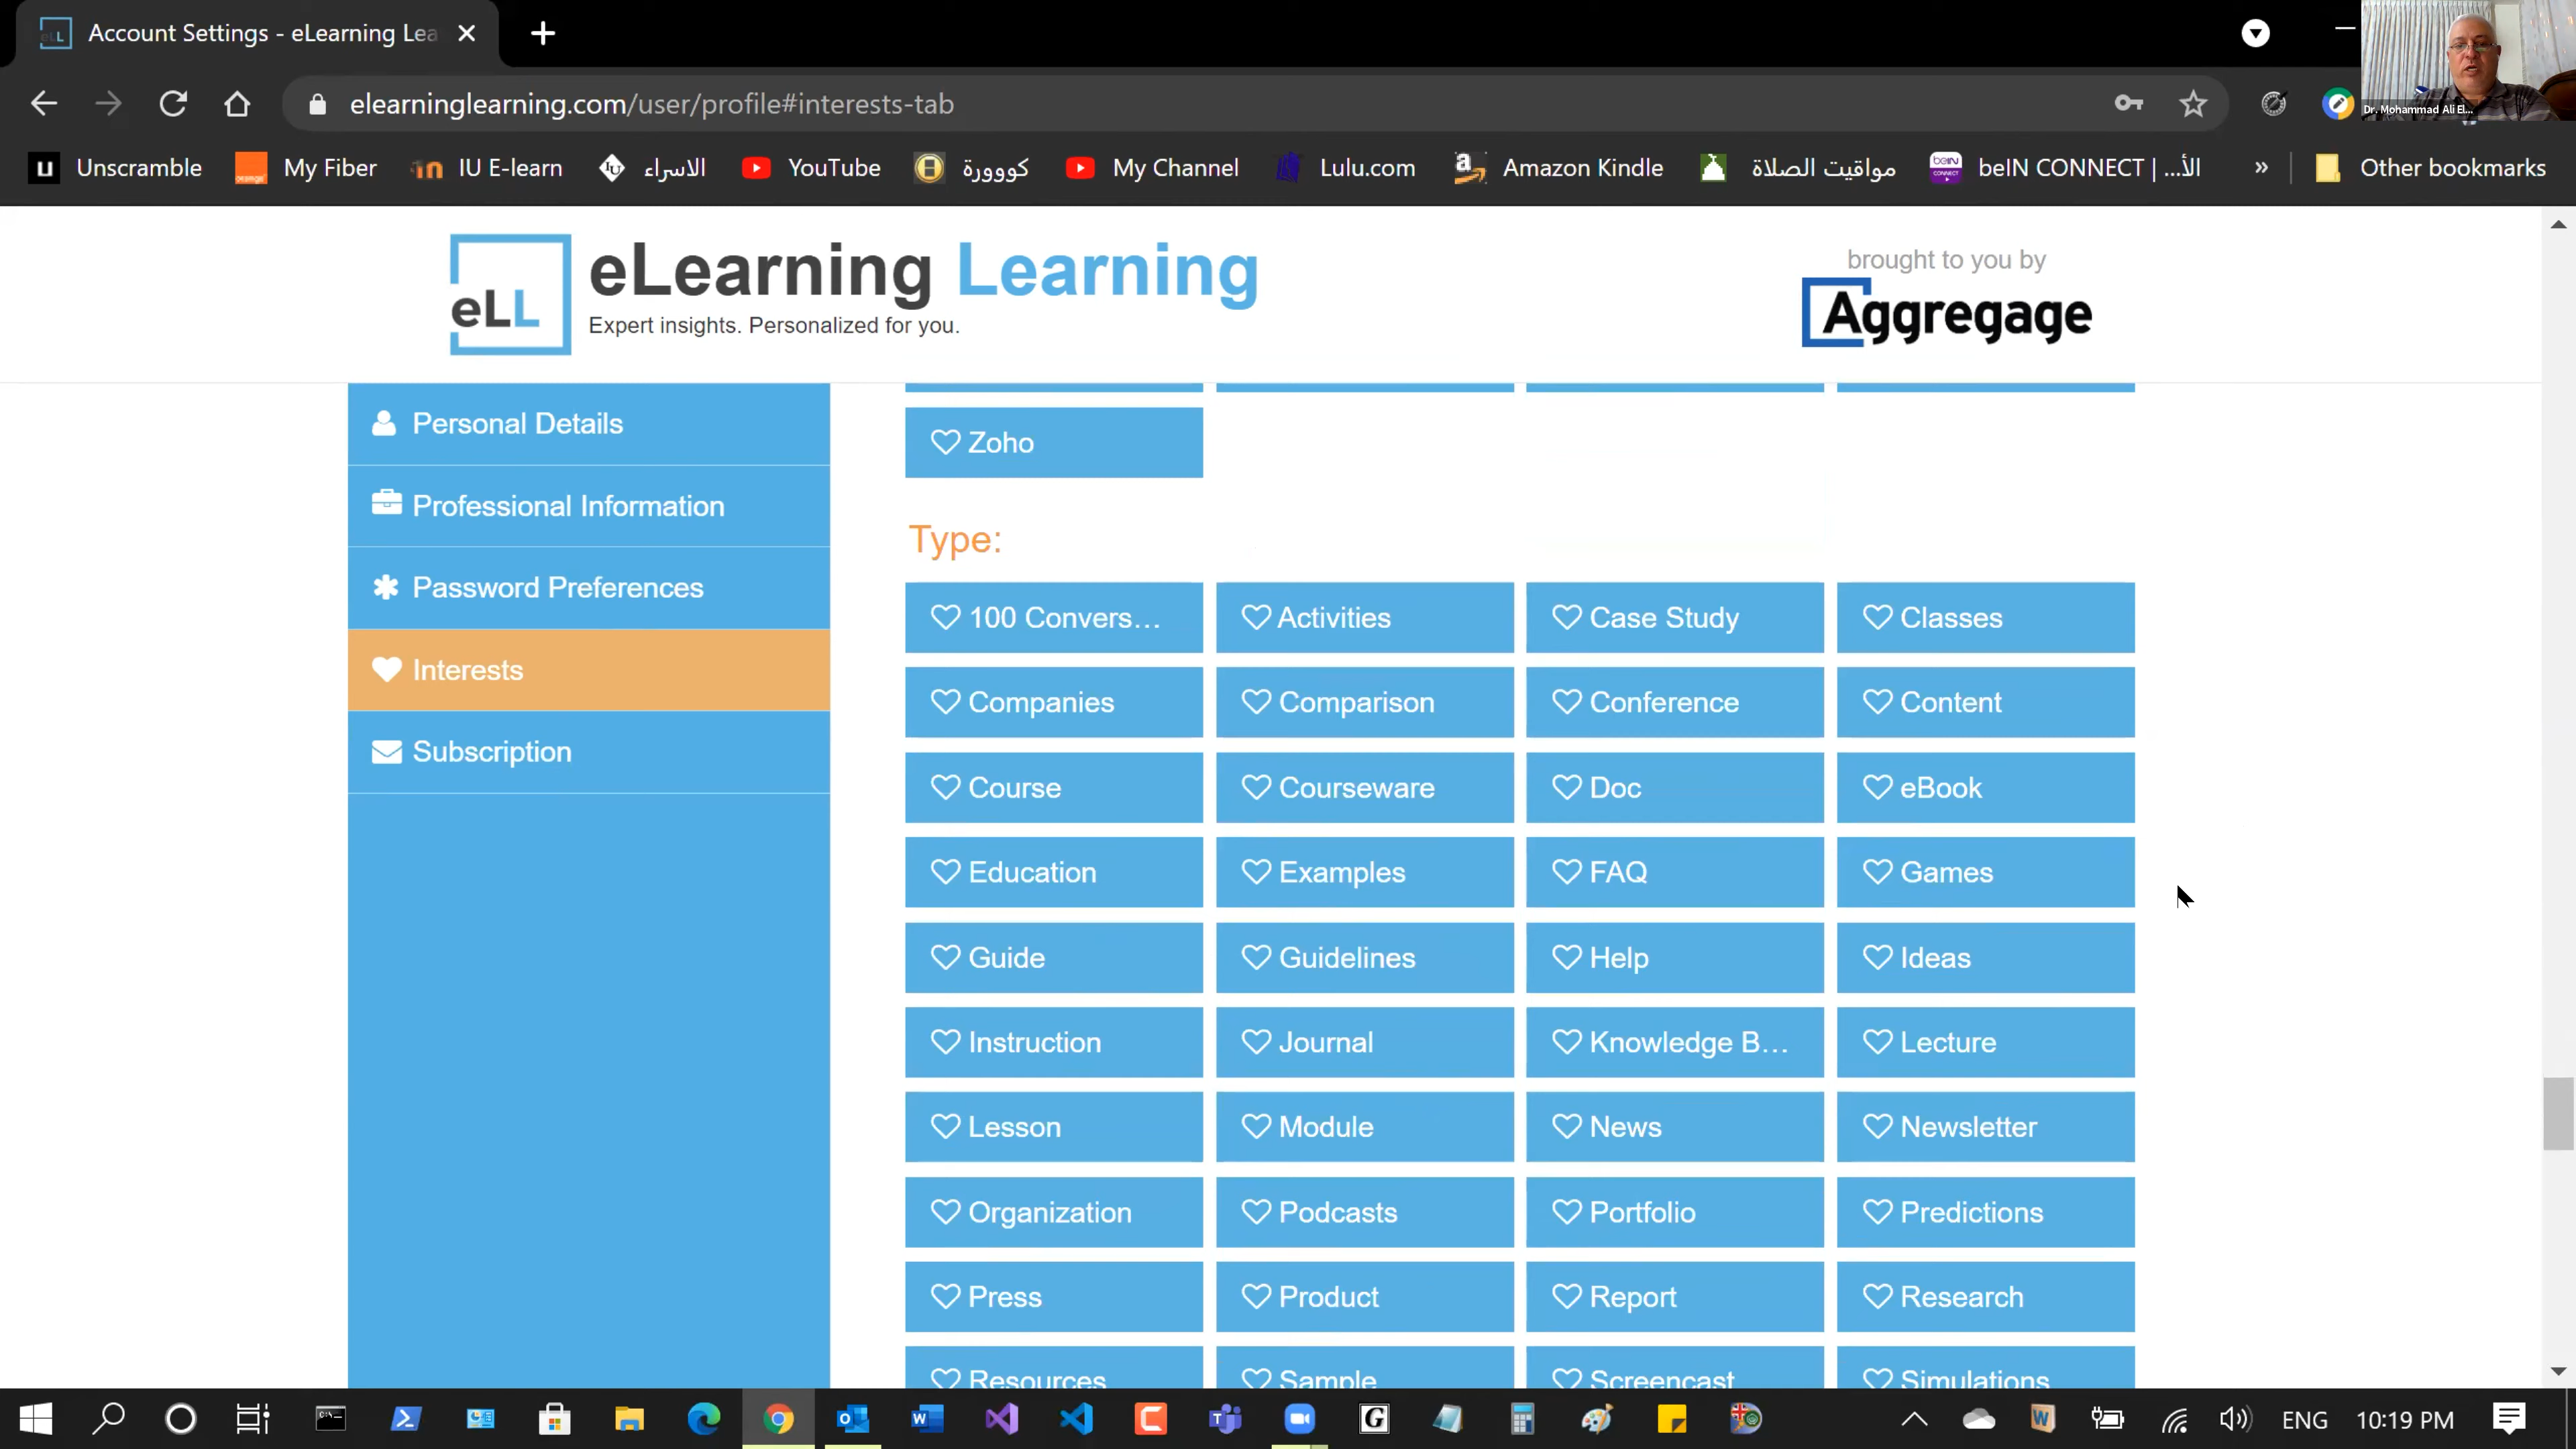 Account Settings - eLearning Lea
elearninglearning.com/user/profile#interests-tab
Dr. Mohammad Ali El...
Unscramble My Fiber IU E-learn الاسراء YouTube كووورة My Channel Lulu.com Amazon Kindle مواقيت الصلاة beIN CONNECT | ...الأ » Other bookmarks
eLL
eLearning Learning
Expert insights. Personalized for you.
brought to you by
Aggregage
Personal Details
Professional Information
Password Preferences
Interests
Subscription
Zoho
Type:
100 Convers... Activities Case Study Classes
Companies Comparison Conference Content
Course Courseware Doc eBook
Education Examples FAQ Games
Guide Guidelines Help Ideas
Instruction Journal Knowledge B... Lecture
Lesson Module News Newsletter
Organization Podcasts Portfolio Predictions
Press Product Report Research
Resources Sample Screencast Simulations
ENG 10:19 PM